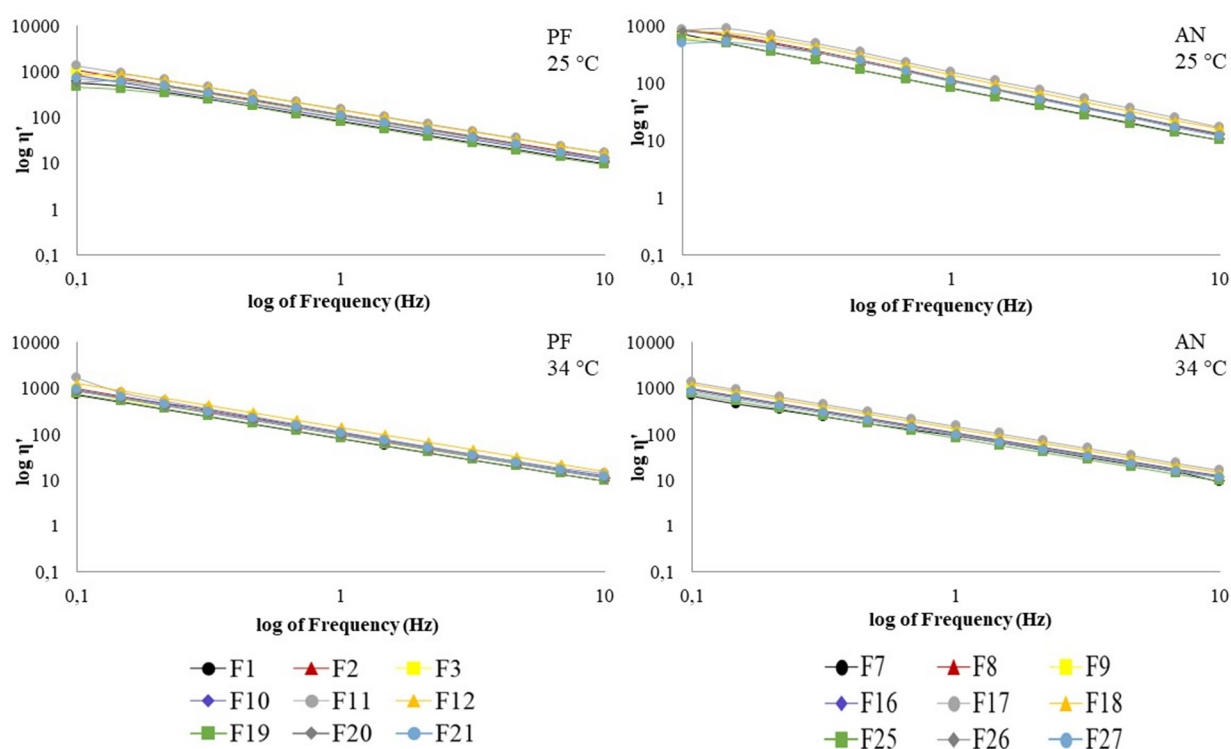 PF
25 °C
10000
1000
100
10
1
0,1
log η'
0,1 1 10
log of Frequency (Hz)
AN
25 °C
1000
100
10
1
0,1
log η'
0,1 1 10
log of Frequency (Hz)
PF
34 °C
10000
1000
100
10
1
0,1
log η'
0,1 1 10
log of Frequency (Hz)
AN
34 °C
10000
1000
100
10
1
0,1
log η'
0,1 1 10
log of Frequency (Hz)
F1 F2 F3
F10 F11 F12
F19 F20 F21
F7 F8 F9
F16 F17 F18
F25 F26 F27